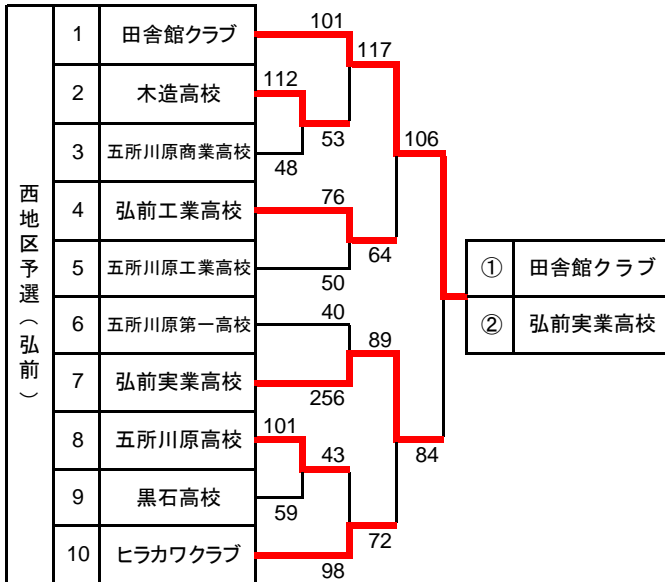 西地区予選（弘前）
1 田舎館クラブ
2 木造高校
3 五所川原商業高校
4 弘前工業高校
5 五所川原工業高校
6 五所川原第一高校
7 弘前実業高校
8 五所川原高校
9 黒石高校
10 ヒラカワクラブ
101
117
112
53
106
48
76
64
50
40
89
256
101
43
84
59
72
98
① 田舎館クラブ
② 弘前実業高校